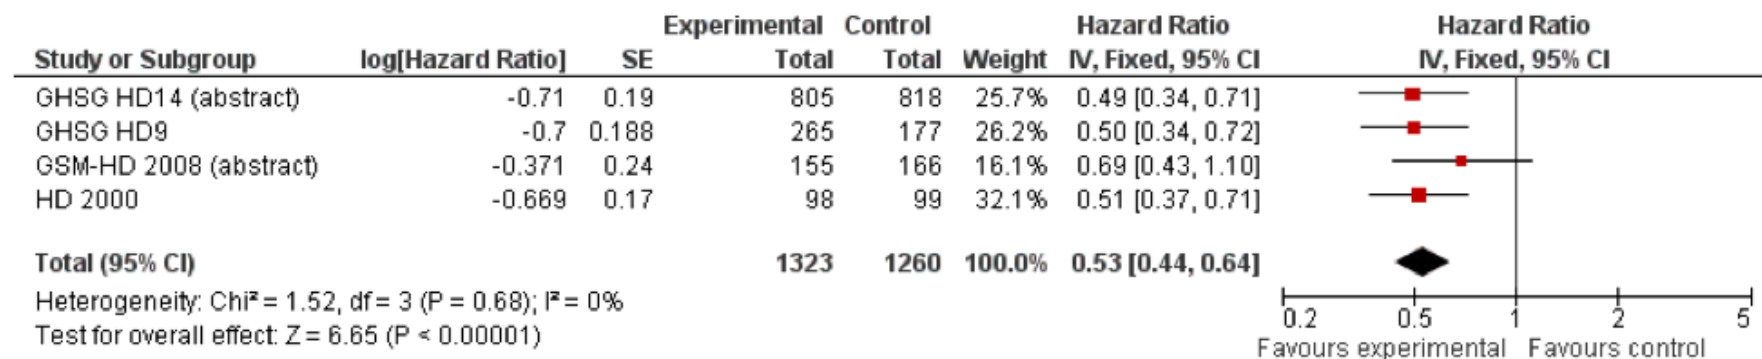 Experimental Control Hazard Ratio Hazard Ratio
Study or Subgroup log[Hazard Ratio] SE Total Total Weight IV, Fixed, 95% CI IV, Fixed, 95% CI
GHSG HD14 (abstract) -0.71 0.19 805 818 25.7% 0.49 [0.34, 0.71]
GHSG HD9 -0.7 0.188 265 177 26.2% 0.50 [0.34, 0.72]
GSM-HD 2008 (abstract) -0.371 0.24 155 166 16.1% 0.69 [0.43, 1.10]
HD 2000 -0.669 0.17 98 99 32.1% 0.51 [0.37, 0.71]
Total (95% CI) 1323 1260 100.0% 0.53 [0.44, 0.64]
Heterogeneity: Chi² = 1.52, df = 3 (P = 0.68); I² = 0%
Test for overall effect: Z = 6.65 (P < 0.00001)
0.2 0.5 1 2 5
Favours experimental Favours control